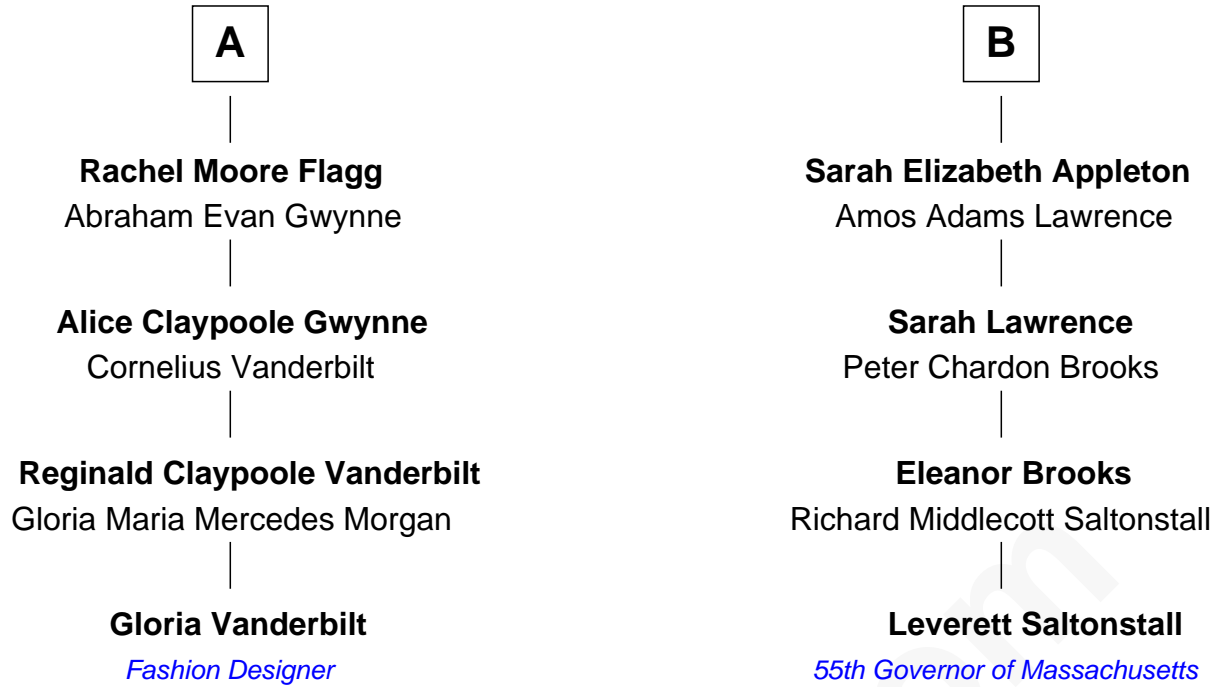 A
Rachel Moore Flagg
Abraham Evan Gwynne
Alice Claypoole Gwynne
Cornelius Vanderbilt
Reginald Claypoole Vanderbilt
Gloria Maria Mercedes Morgan
Gloria Vanderbilt
Fashion Designer
B
Sarah Elizabeth Appleton
Amos Adams Lawrence
Sarah Lawrence
Peter Chardon Brooks
Eleanor Brooks
Richard Middlecott Saltonstall
Leverett Saltonstall
55th Governor of Massachusetts